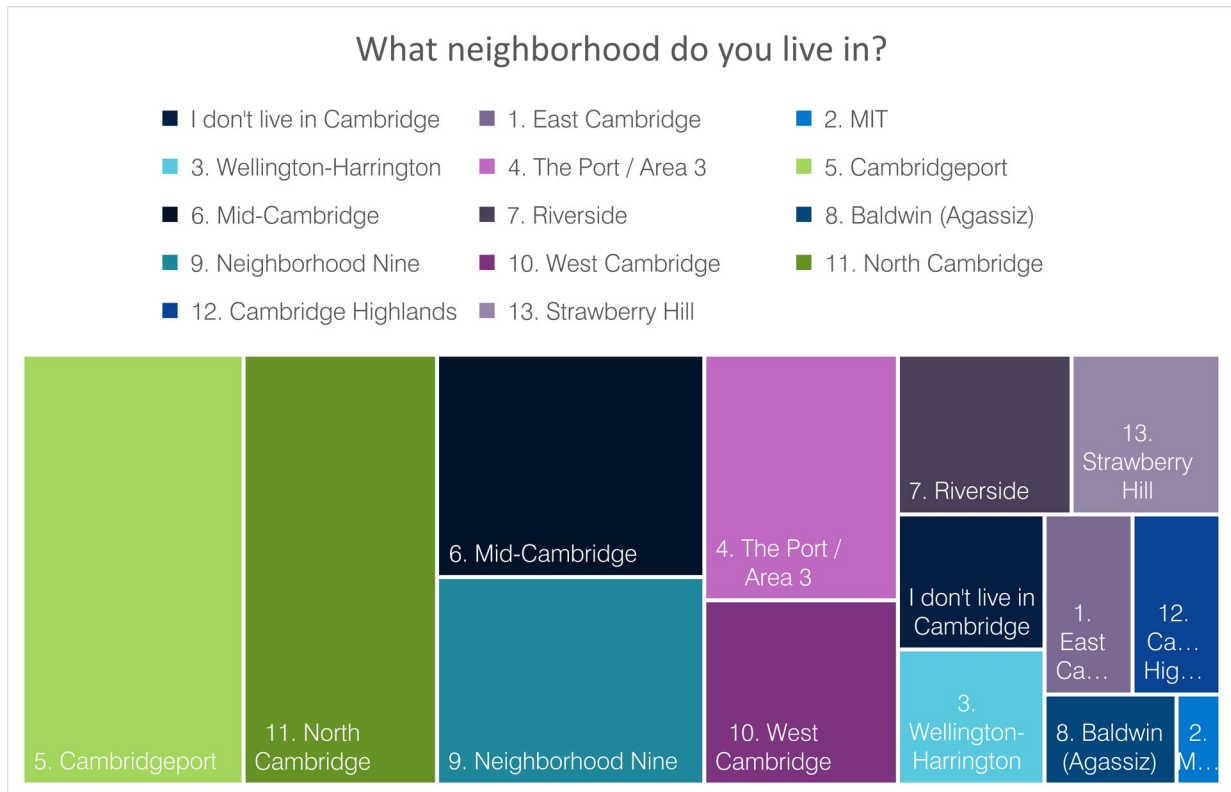 What neighborhood do you live in?
I don't live in Cambridge
1. East Cambridge
2. MIT
3. Wellington-Harrington
4. The Port / Area 3
5. Cambridgeport
6. Mid-Cambridge
7. Riverside
8. Baldwin (Agassiz)
9. Neighborhood Nine
10. West Cambridge
11. North Cambridge
12. Cambridge Highlands
13. Strawberry Hill
5. Cambridgeport
11. North
Cambridge
6. Mid-Cambridge
9. Neighborhood Nine
4. The Port /
Area 3
10. West
Cambridge
7. Riverside
13.
Strawberry
Hill
I don't live in
Cambridge
3.
Wellington-
Harrington
1.
East
Ca...
12.
Ca...
Hig...
8. Baldwin
(Agassiz)
2.
M...